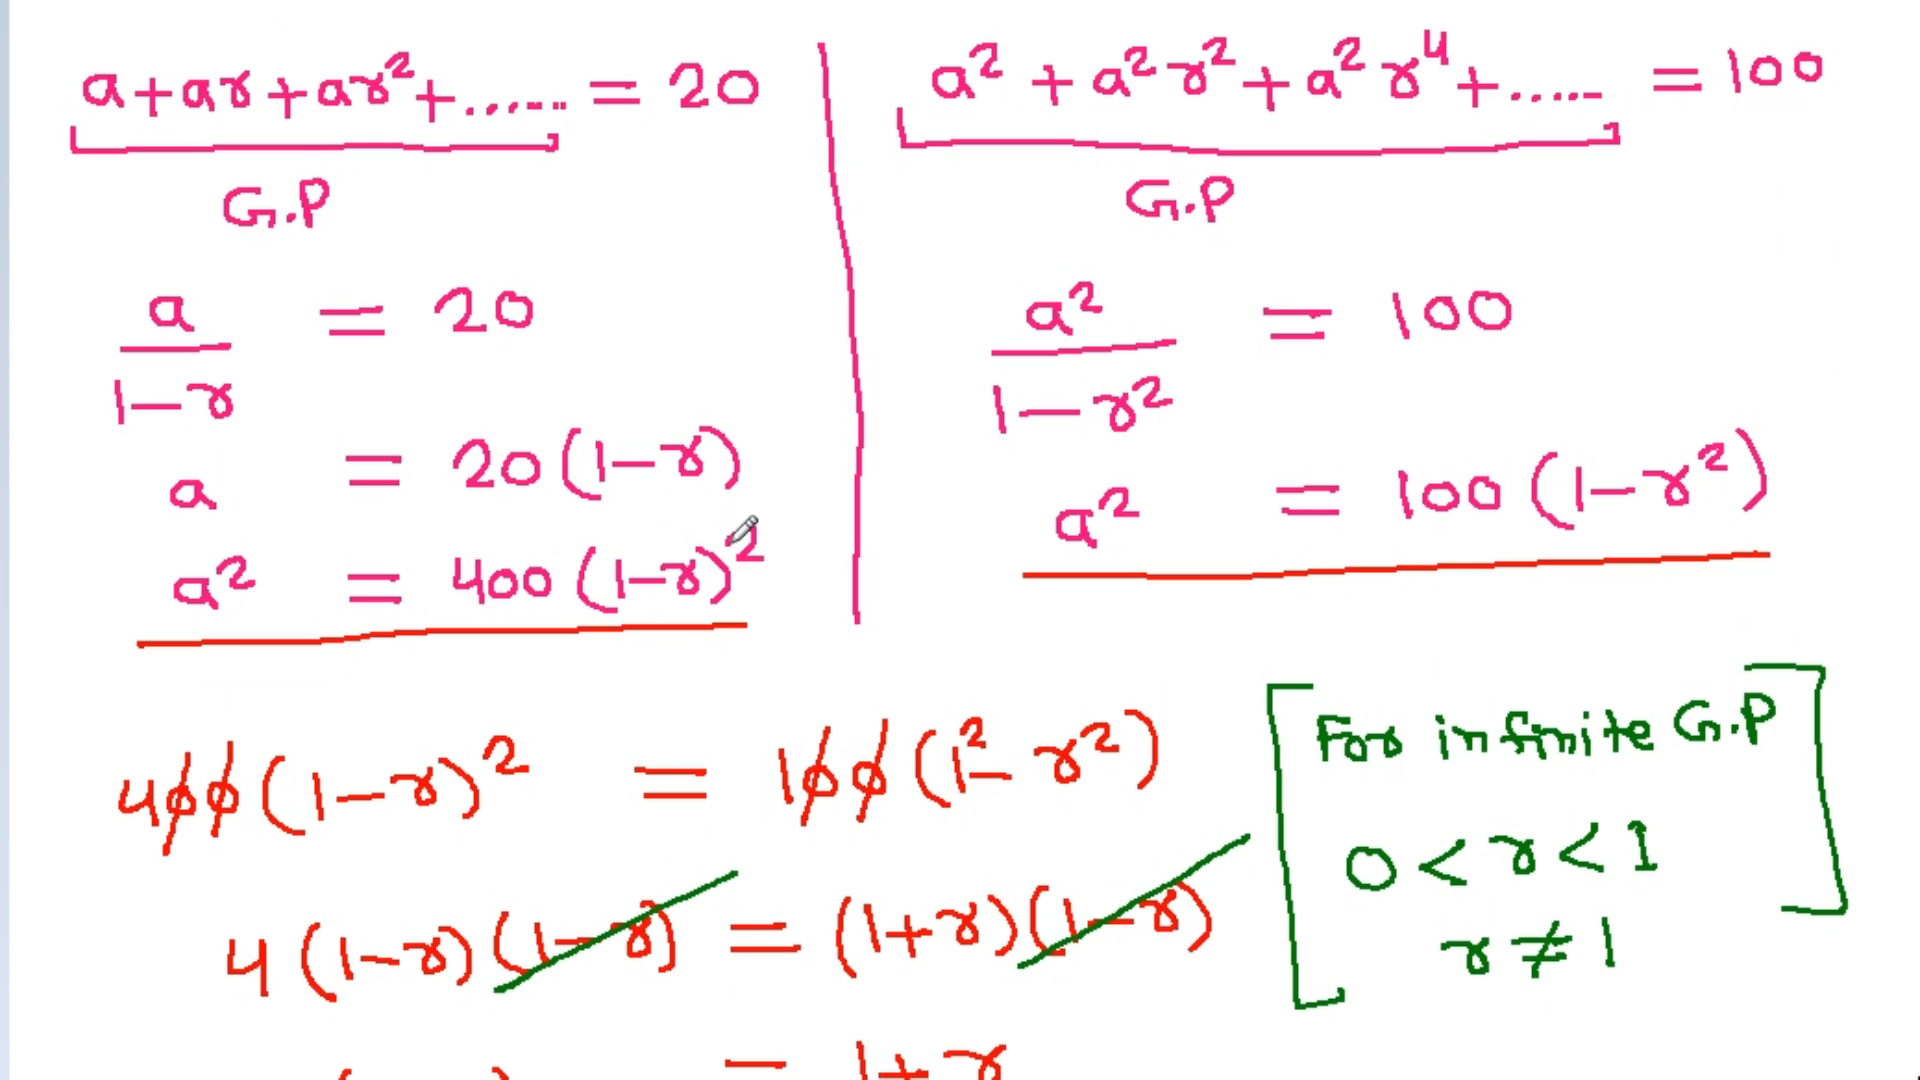 a + ar + ar² + ...... = 20
G.P
a/(1-r) = 20
a = 20(1-r)
a² = 400(1-r)²
a² + a²r² + a²r⁴ + ..... = 100
G.P
a²/(1-r²) = 100
a² = 100(1-r²)
400(1-r)² = 100(1² - r²)
4(1-r)(1-r) = (1+r)(1-r)
= 1+r
For infinite G.P
0 < r < 1
r ≠ 1